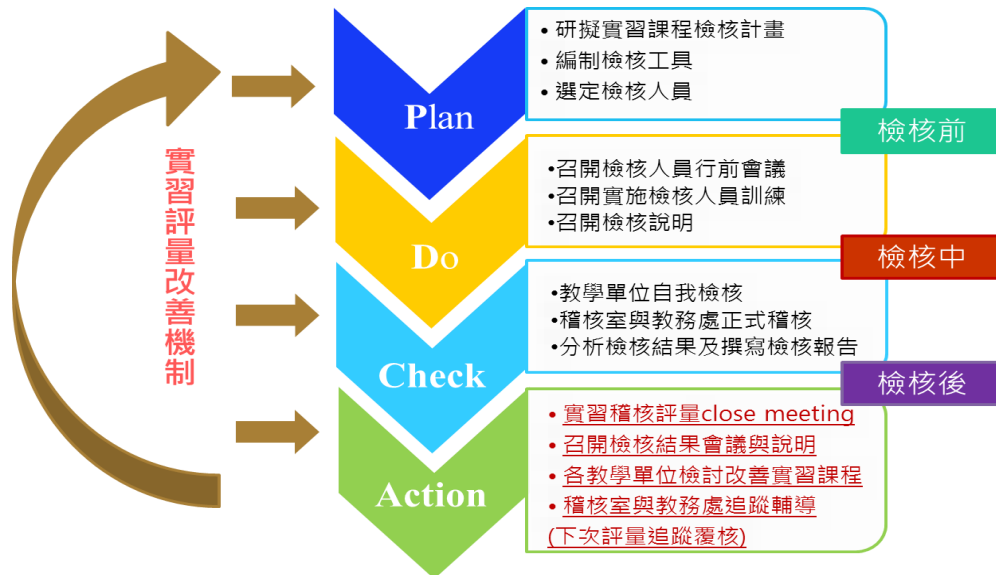 實習評量改善機制
Plan
• 研擬實習課程檢核計畫
• 編制檢核工具
• 選定檢核人員
檢核前
Do
•召開檢核人員行前會議
•召開實施檢核人員訓練
•召開檢核說明
檢核中
Check
•教學單位自我檢核
•稽核室與教務處正式稽核
•分析檢核結果及撰寫檢核報告
檢核後
Action
• 實習稽核評量close meeting
• 召開檢核結果會議與說明
• 各教學單位檢討改善實習課程
• 稽核室與教務處追蹤輔導
(下次評量追蹤覆核)